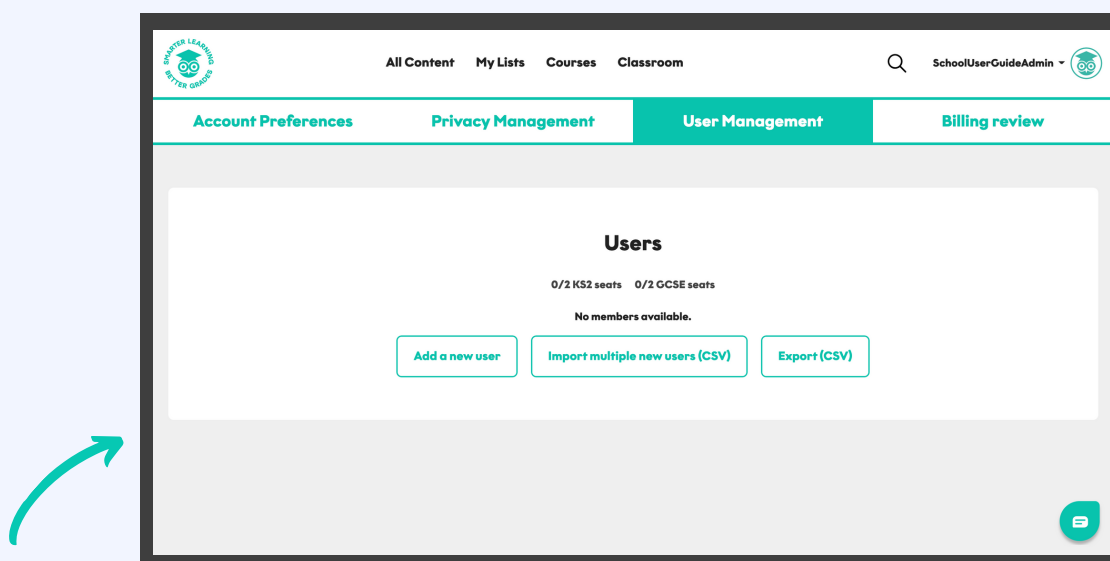 SMARTER LEARNING
BETTER GRADES
All Content My Lists Courses Classroom
SchoolUserGuideAdmin
Account Preferences Privacy Management User Management Billing review
Users
0/2 KS2 seats 0/2 GCSE seats
No members available.
Add a new user Import multiple new users (CSV) Export (CSV)